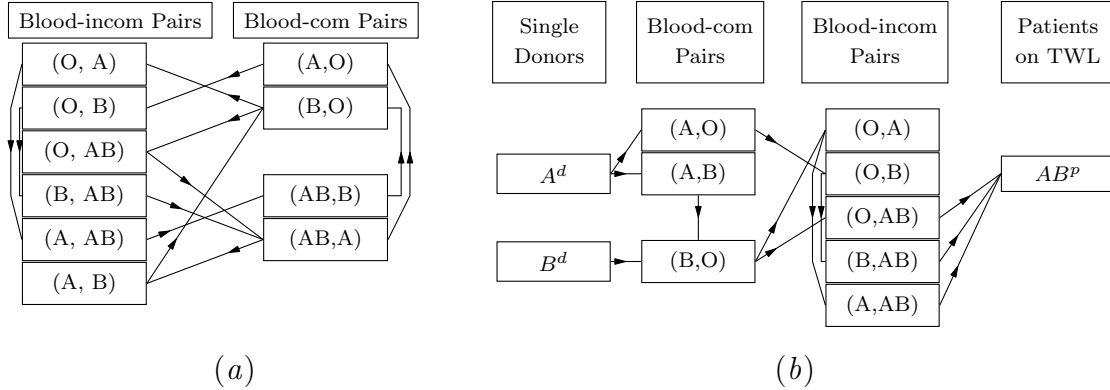 Blood-incom Pairs
Blood-com Pairs
(O, A)
(O, B)
(O, AB)
(B, AB)
(A, AB)
(A, B)
(A,O)
(B,O)
(AB,B)
(AB,A)
(a)
Single
Donors
Blood-com
Pairs
Blood-incom
Pairs
Patients
on TWL
A^d
B^d
(A,O)
(A,B)
(B,O)
(O,A)
(O,B)
(O,AB)
(B,AB)
(A,AB)
AB^p
(b)